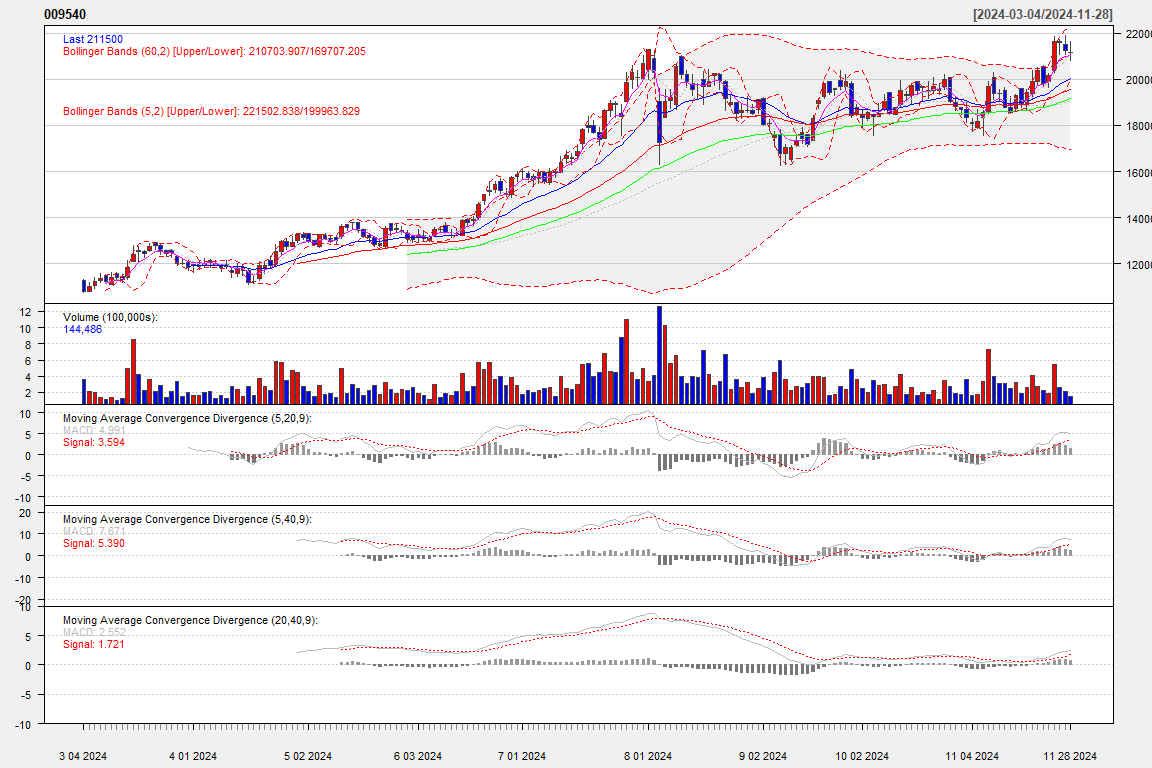 009540
[2024-03-04/2024-11-28]
Last 211500
Bollinger Bands (60,2) [Upper/Lower]: 210703.907/169707.205
Bollinger Bands (5,2) [Upper/Lower]: 221502.838/199963.829
22000
20000
18000
16000
14000
12000
Volume (100,000s):
144,486
12
10
8
6
4
2
Moving Average Convergence Divergence (5,20,9):
MACD: 4.991
Signal: 3.594
10
5
0
-5
-10
Moving Average Convergence Divergence (5,40,9):
MACD: 7.671
Signal: 5.390
20
10
0
-10
-20
Moving Average Convergence Divergence (20,40,9):
MACD: 2.552
Signal: 1.721
10
5
0
-5
-10
3 04 2024
4 01 2024
5 02 2024
6 03 2024
7 01 2024
8 01 2024
9 02 2024
10 02 2024
11 04 2024
11 28 2024